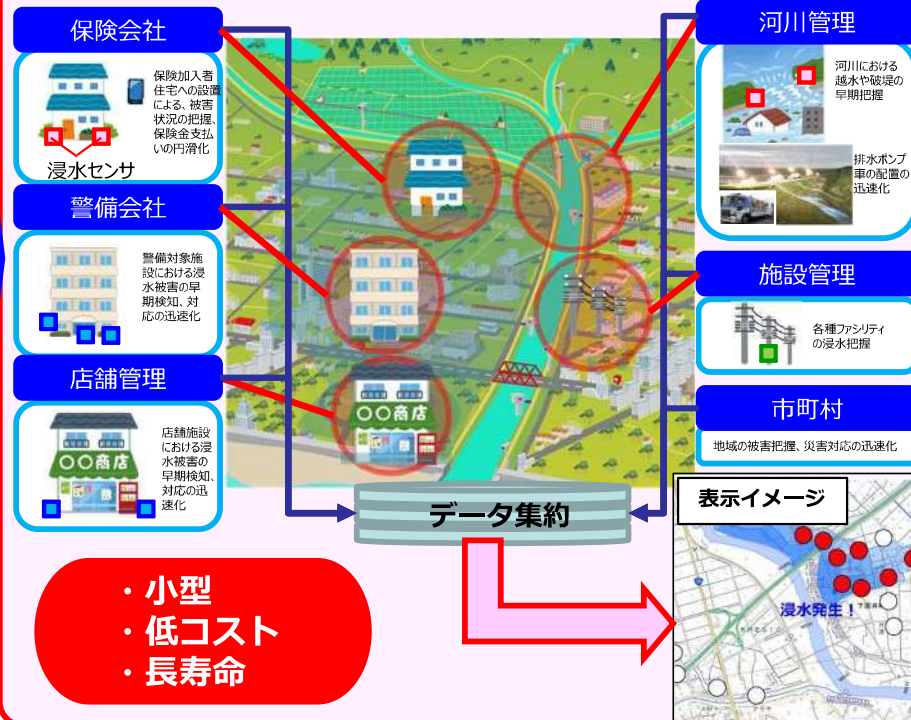 保険会社
保険加入者
住宅への設置
による、被害
状況の把握、
保険金支払
いの円滑化
浸水センサ
警備会社
警備対象施
設における浸
水被害の早
期検知、対
応の迅速化
店舗管理
店舗施設
における浸
水被害の
早期検知、
対応の迅
速化
〇〇商店
〇〇商店
河川管理
河川における
越水や破堤の
早期把握
排水ポンプ
車の配置の
迅速化
施設管理
各種ファシリティ
の浸水把握
市町村
地域の被害把握、災害対応の迅速化
データ集約
・小型
・低コスト
・長寿命
表示イメージ
浸水発生！